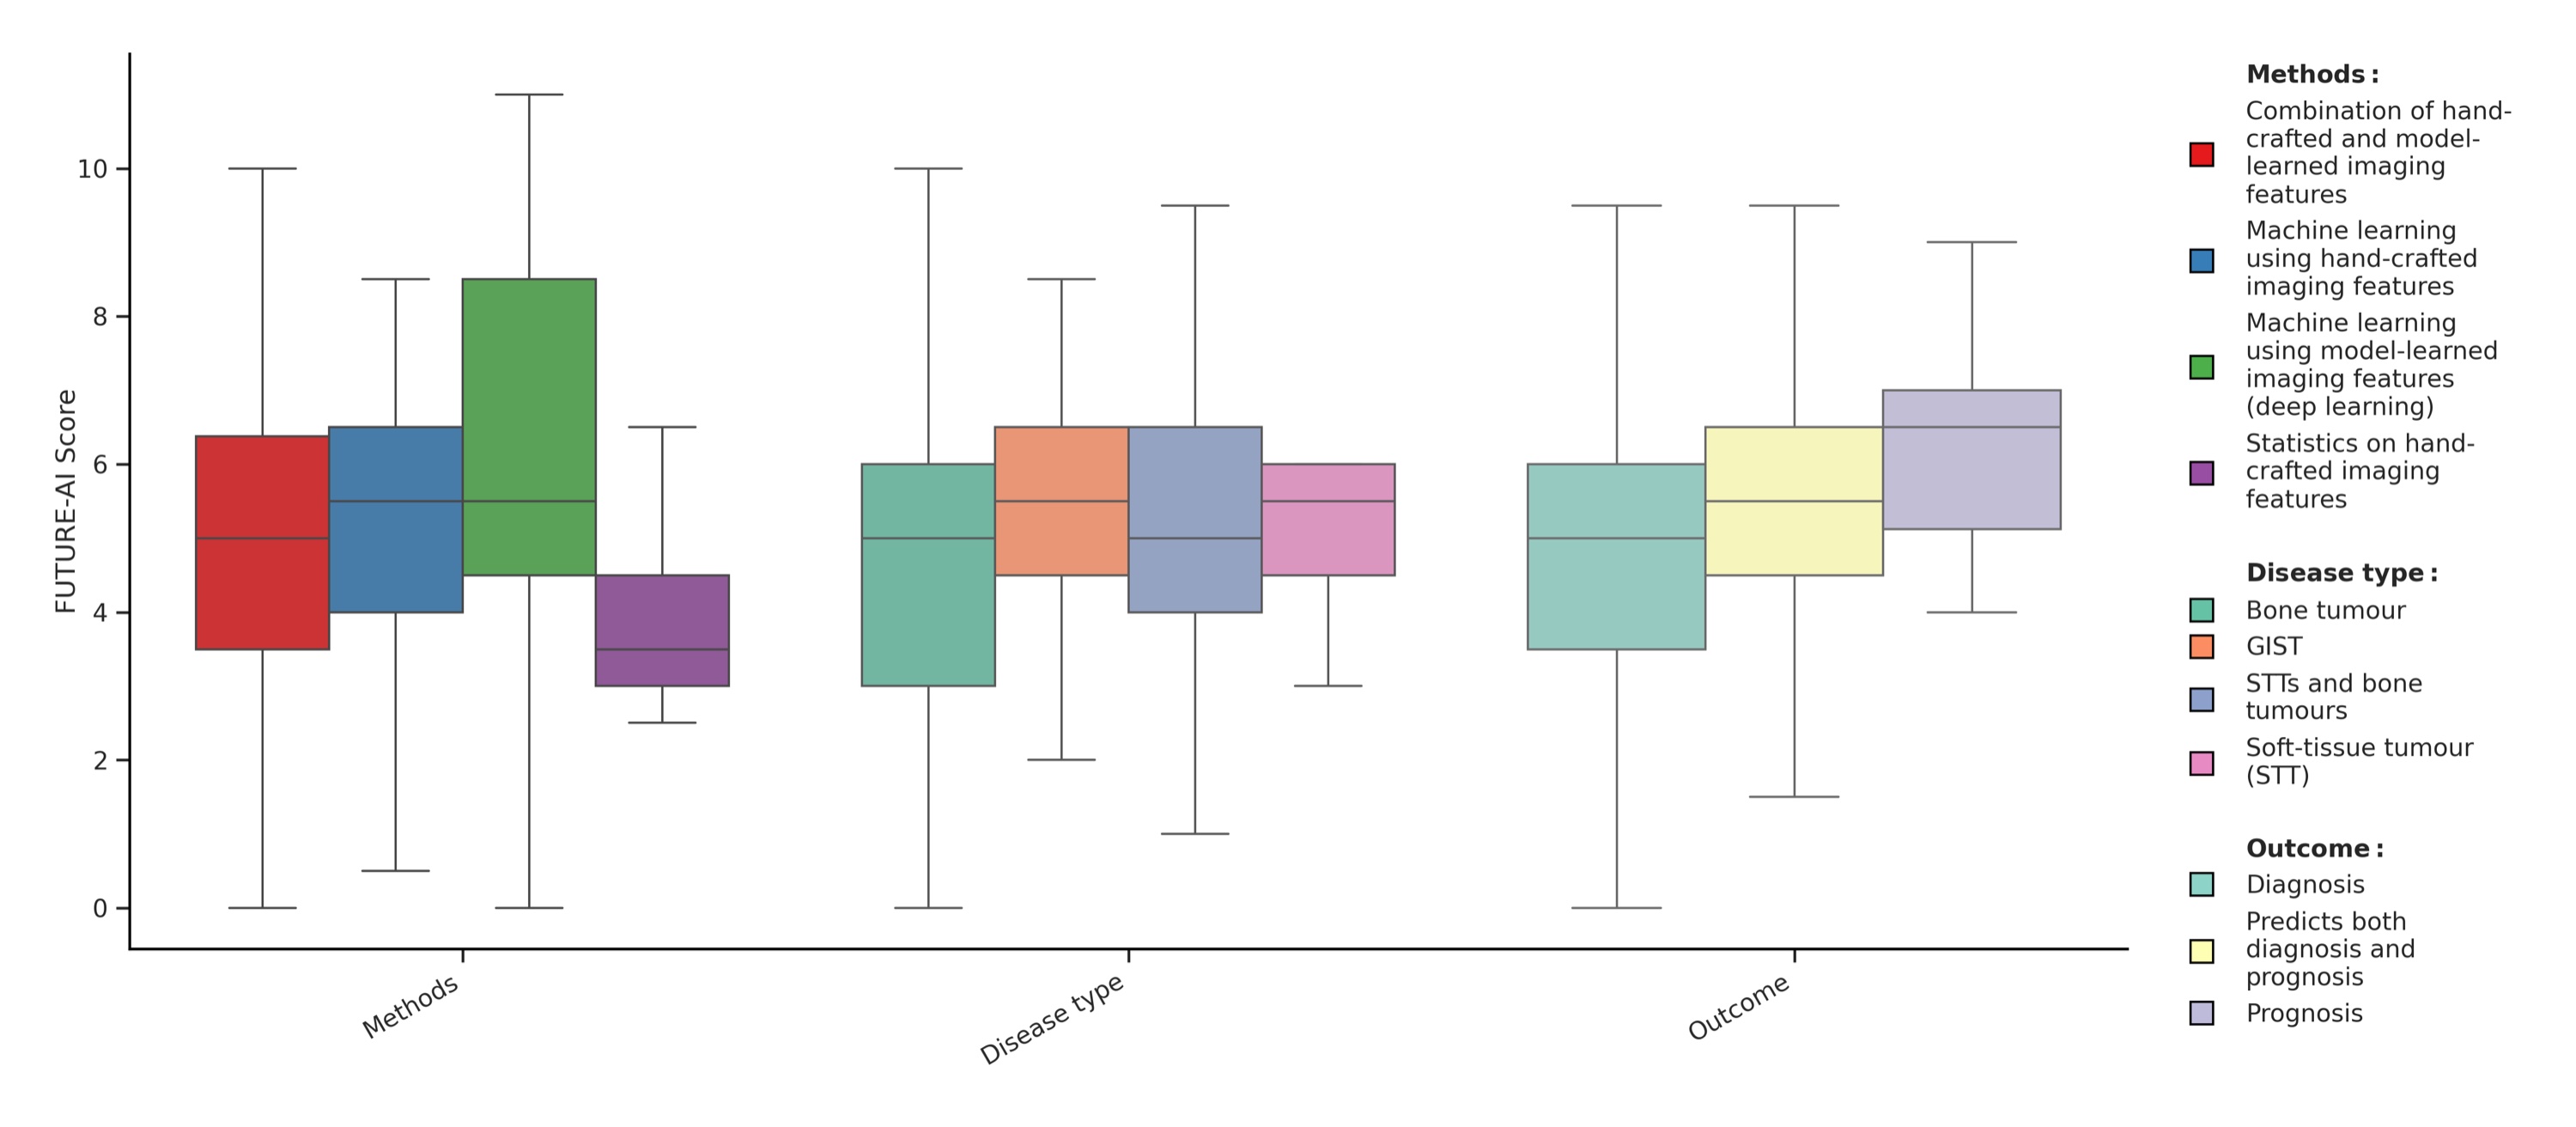 FUTURE-AI Score
10
8
6
4
2
0
Methods
Disease type
Outcome
Methods:
Combination of hand-
crafted and model-
learned imaging
features
Machine learning
using hand-crafted
imaging features
Machine learning
using model-learned
imaging features
(deep learning)
Statistics on hand-
crafted imaging
features
Disease type:
Bone tumour
GIST
STTs and bone
tumours
Soft-tissue tumour
(STT)
Outcome:
Diagnosis
Predicts both
diagnosis and
prognosis
Prognosis